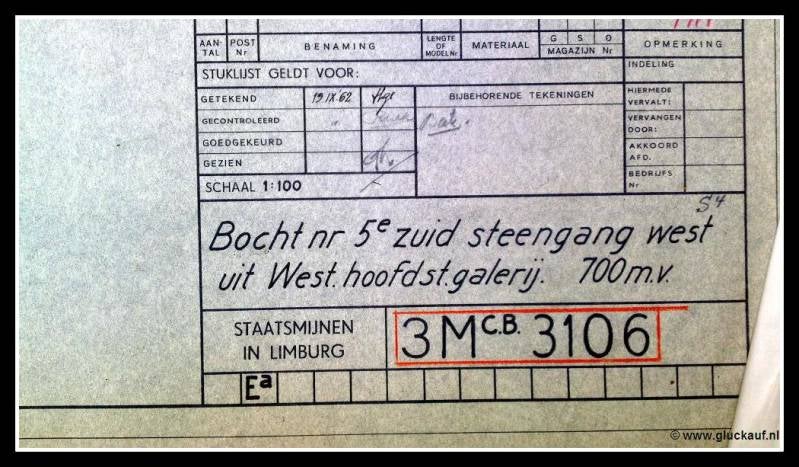 AAN-TAL POST Nr BENAMING LENGTE OF MODEL Nr MATERIAAL G S O MAGAZIJN Nr OPMERKING
STUKLIJST GELDT VOOR: INDELING
GETEKEND 19 IX.62 BIJBEHORENDE TEKENINGEN HIERMEDE VERVALT:
GECONTROLEERD " VERVANGEN DOOR:
GOEDGEKEURD AKKOORD AFD.
GEZIEN BEDRIJFS Nr
SCHAAL 1:100
S4
Bocht nr 5e zuid steengang west
uit West. hoofdst. galerij. 700 m.v.
STAATSMIJNEN
IN LIMBURG
3 M C.B. 3106
Ea
© www.gluckauf.nl